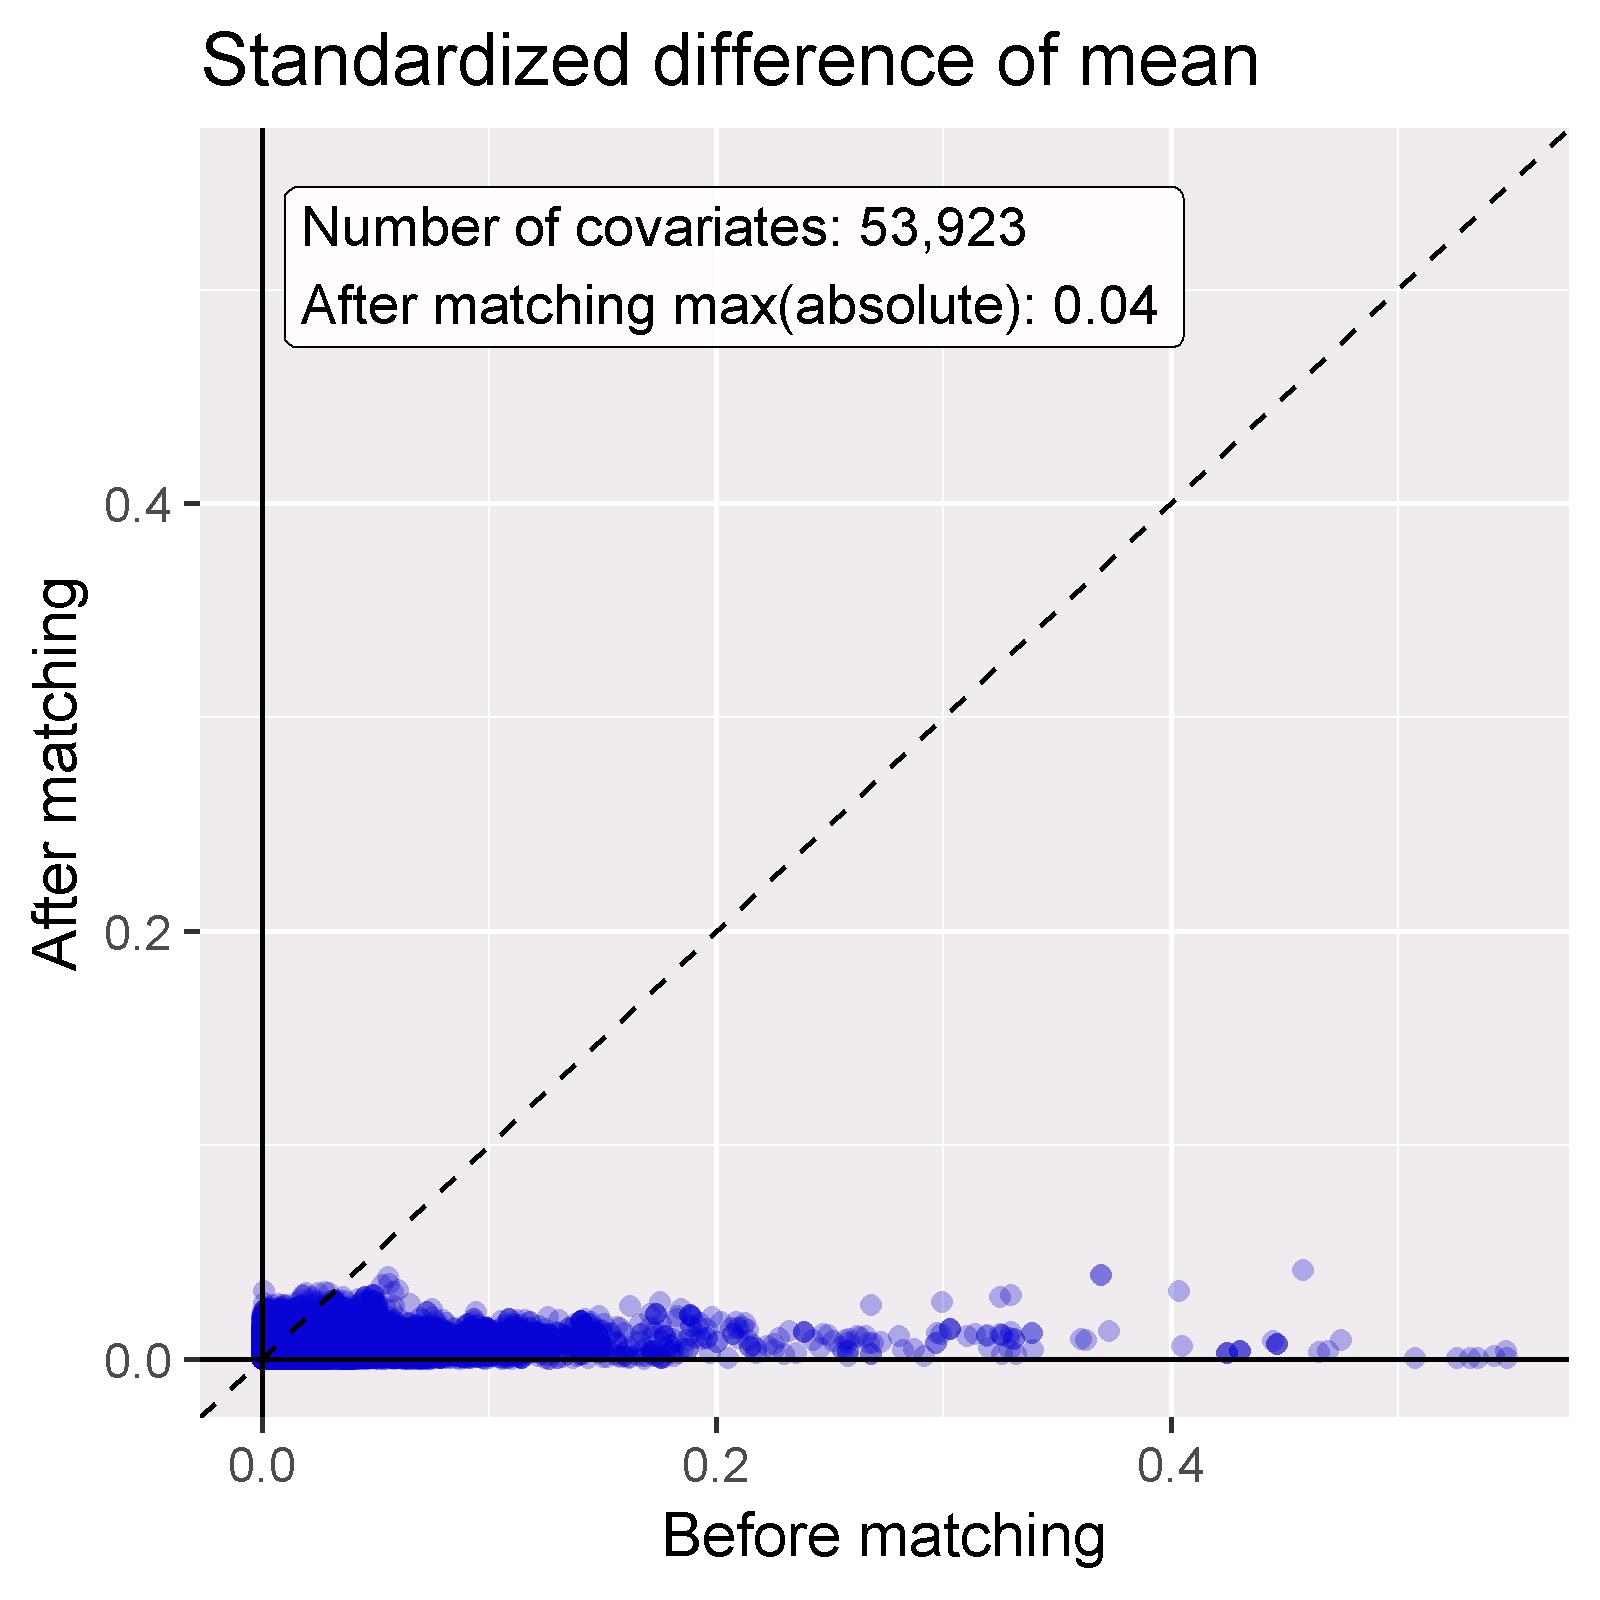 Standardized difference of mean
Number of covariates: 53,923
After matching max(absolute): 0.04
After matching
0.4
0.2
0.0
0.0
0.2
0.4
Before matching